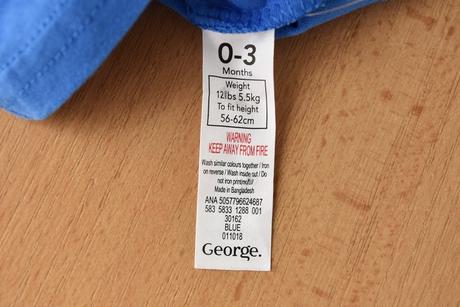 0-3
Months
Weight
12lbs 5.5kg
To fit height
56-62cm
WARNING
KEEP AWAY FROM FIRE
Wash similar colours together / Iron
on reverse / Wash inside out / Do
not iron print/motif/
Made in Bangladesh
ANA 5057796624687
583 5833 1288 001
30162
BLUE
011018
George.